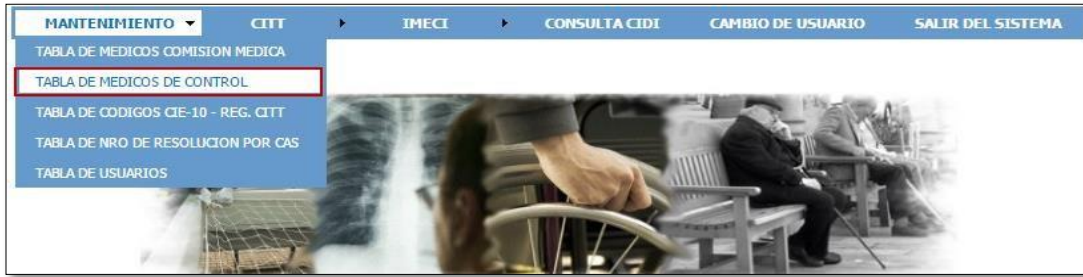 MANTENIMIENTO CITT IMECI CONSULTA CIDI CAMBIO DE USUARIO SALIR DEL SISTEMA
TABLA DE MEDICOS COMISION MEDICA
TABLA DE MEDICOS DE CONTROL
TABLA DE CODIGOS CIE-10 - REG. CITT
TABLA DE NRO DE RESOLUCION POR CAS
TABLA DE USUARIOS